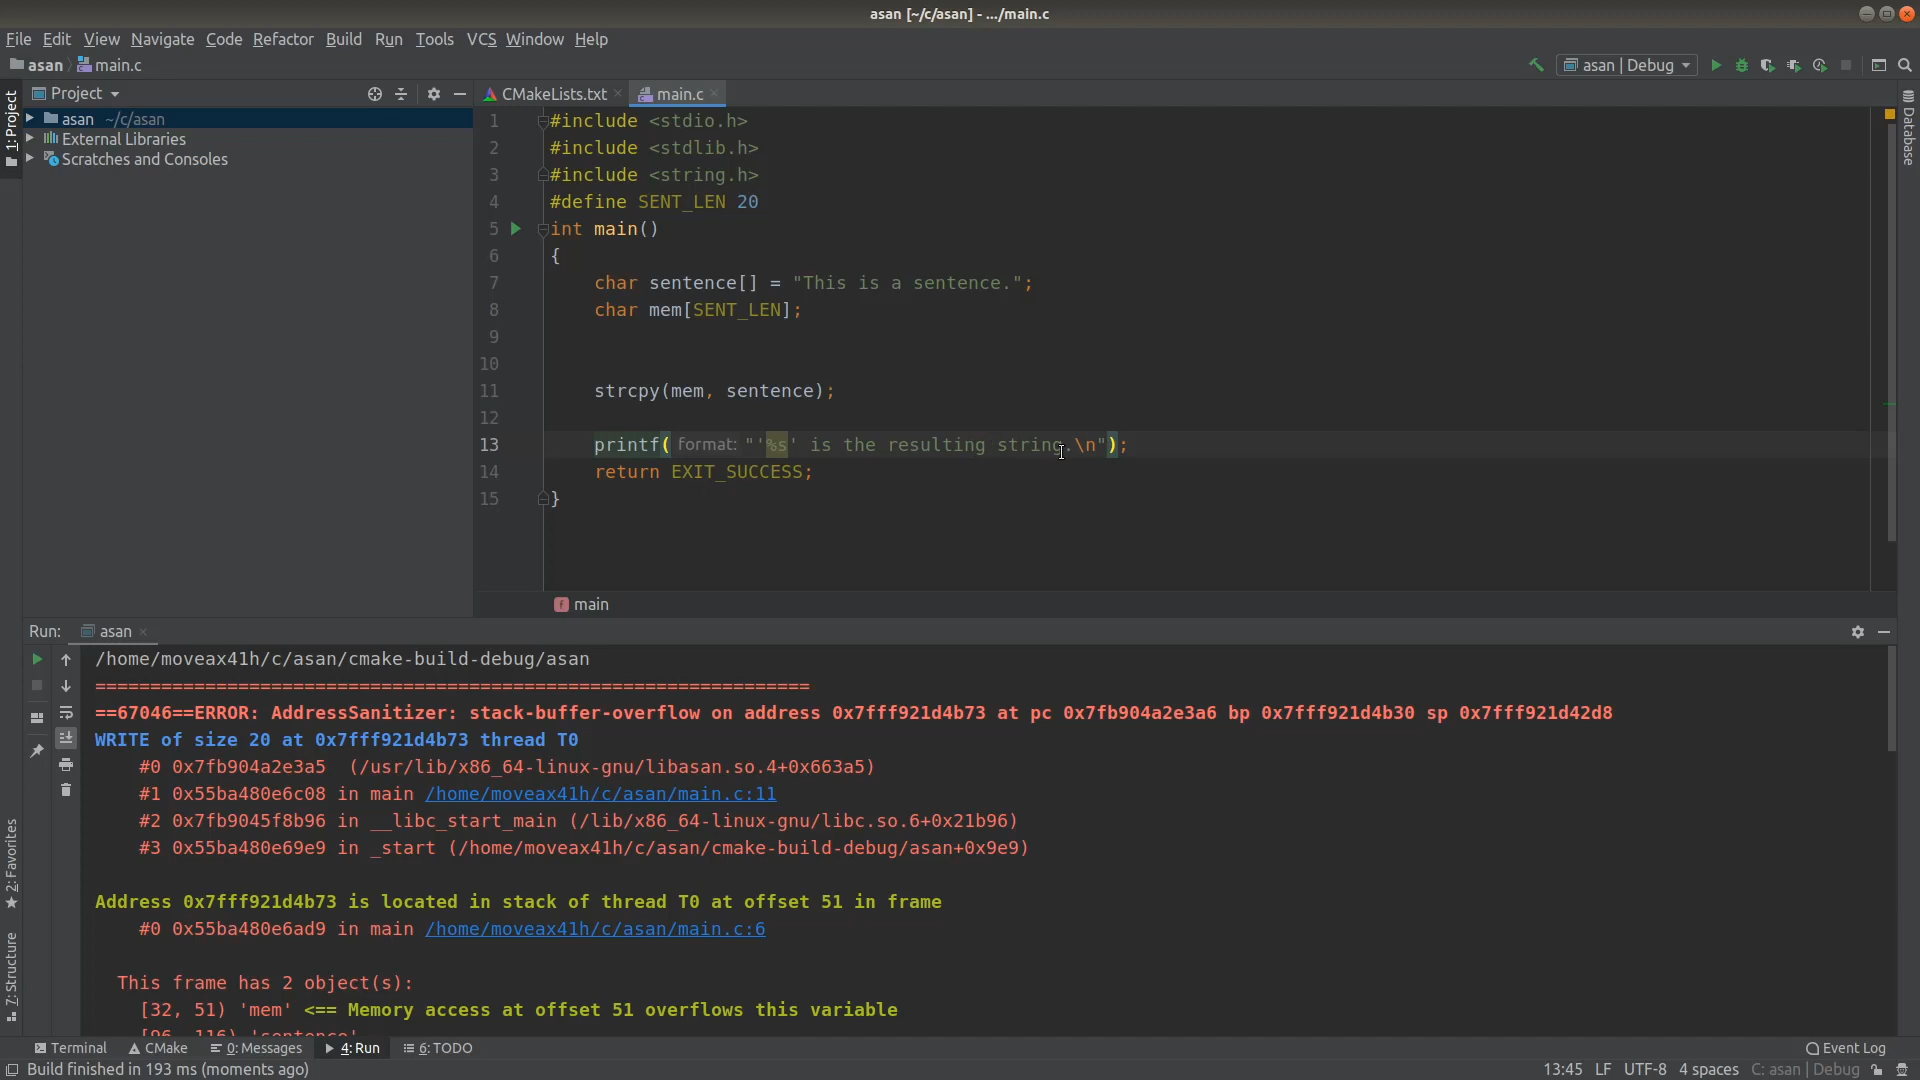 asan [~/c/asan] - .../main.c
File Edit View Navigate Code Refactor Build Run Tools VCS Window Help
asan main.c
asan | Debug
1: Project
Project
asan ~/c/asan
External Libraries
Scratches and Consoles
CMakeLists.txt main.c
Database
1 #include <stdio.h>
2 #include <stdlib.h>
3 #include <string.h>
4 #define SENT_LEN 20
5 int main()
6 {
7 char sentence[] = "This is a sentence.";
8 char mem[SENT_LEN];
9
10
11 strcpy(mem, sentence);
12
13 printf( format: "'%s' is the resulting string.\n");
14 return EXIT_SUCCESS;
15 }
f main
Run: asan
/home/moveax41h/c/asan/cmake-build-debug/asan
=================================================================
==67046==ERROR: AddressSanitizer: stack-buffer-overflow on address 0x7fff921d4b73 at pc 0x7fb904a2e3a6 bp 0x7fff921d4b30 sp 0x7fff921d42d8
WRITE of size 20 at 0x7fff921d4b73 thread T0
#0 0x7fb904a2e3a5 (/usr/lib/x86_64-linux-gnu/libasan.so.4+0x663a5)
#1 0x55ba480e6c08 in main /home/moveax41h/c/asan/main.c:11
#2 0x7fb9045f8b96 in __libc_start_main (/lib/x86_64-linux-gnu/libc.so.6+0x21b96)
#3 0x55ba480e69e9 in _start (/home/moveax41h/c/asan/cmake-build-debug/asan+0x9e9)
Address 0x7fff921d4b73 is located in stack of thread T0 at offset 51 in frame
#0 0x55ba480e6ad9 in main /home/moveax41h/c/asan/main.c:6
This frame has 2 object(s):
[32, 51) 'mem' <== Memory access at offset 51 overflows this variable
[96, 116) 'sentence'
2: Favorites
7: Structure
Terminal CMake 0: Messages 4: Run 6: TODO
Event Log
Build finished in 193 ms (moments ago)
13:45 LF UTF-8 4 spaces C: asan | Debug